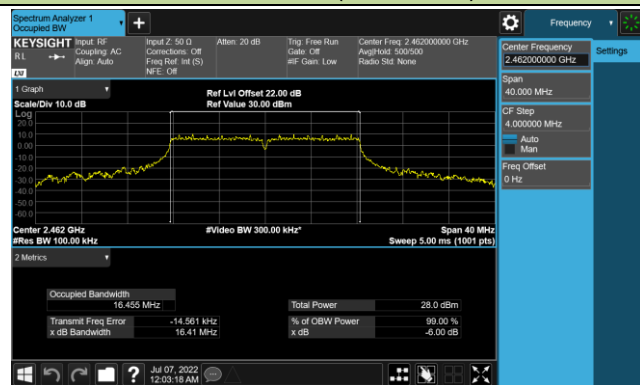 Spectrum Analyzer 1
Occupied BW
Frequency
KEYSIGHT Input: RF Input Z: 50 Ω Atten: 20 dB Trig: Free Run Center Freq: 2.462000000 GHz
RL Coupling: AC Corrections: Off Gate: Off Avg|Hold: 500/500
Align: Auto Freq Ref: Int (S) #IF Gain: Low Radio Std: None
NFE: Off
LXI
Center Frequency
2.462000000 GHz
Settings
Span
40.000 MHz
CF Step
4.000000 MHz
Auto
Man
Freq Offset
0 Hz
1 Graph
Ref Lvl Offset 22.00 dB
Scale/Div 10.0 dB Ref Value 30.00 dBm
Log
20.0
10.0
0.00
-10.0
-20.0
-30.0
-40.0
-50.0
-60.0
Center 2.462 GHz #Video BW 300.00 kHz* Span 40 MHz
#Res BW 100.00 kHz Sweep 5.00 ms (1001 pts)
2 Metrics
Occupied Bandwidth
16.455 MHz Total Power 28.0 dBm
Transmit Freq Error -14.561 kHz % of OBW Power 99.00 %
x dB Bandwidth 16.41 MHz x dB -6.00 dB
Jul 07, 2022
12:03:18 AM